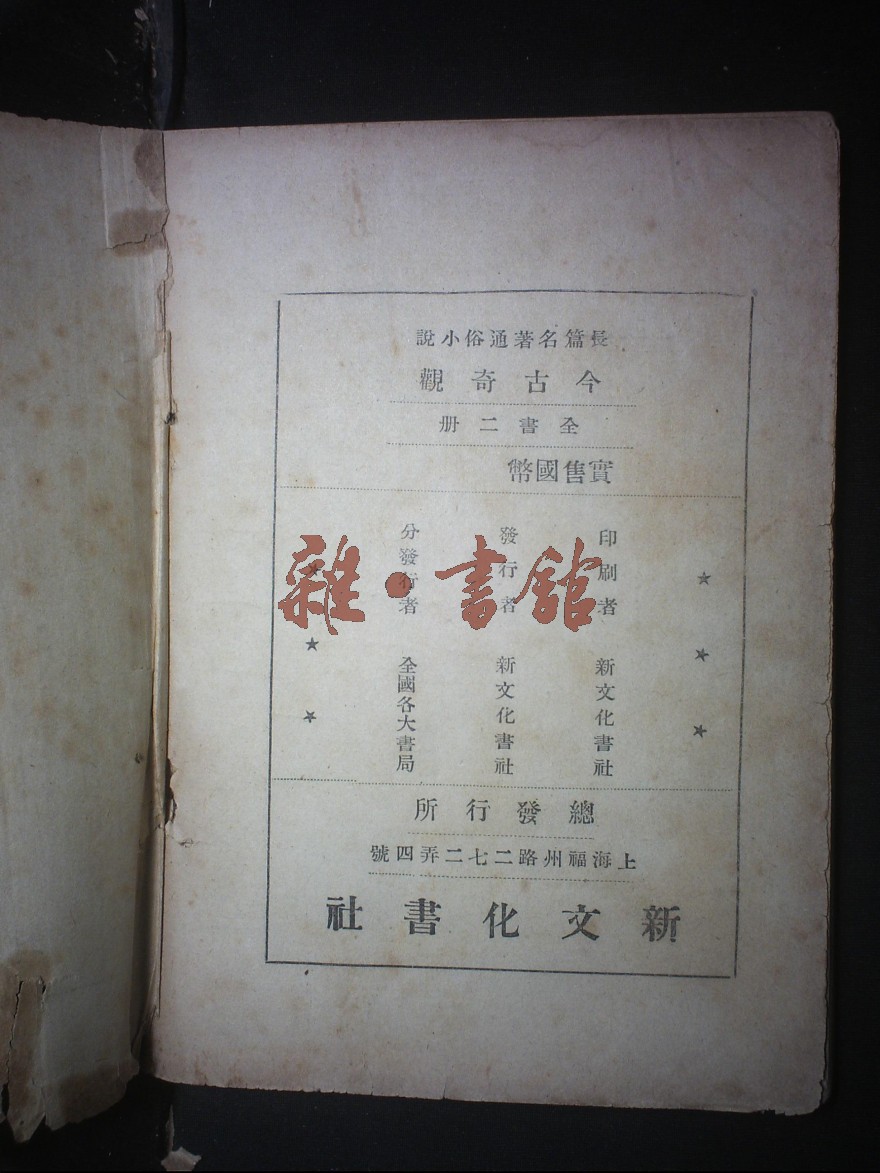 長篇名著通俗小說
今古奇觀
全書二册
實售國幣
印刷者 新文化書社
發行者 新文化書社
分發行者 全國各大書局
雜·書館
總發行所
上海福州路二七二弄四號
新文化書社